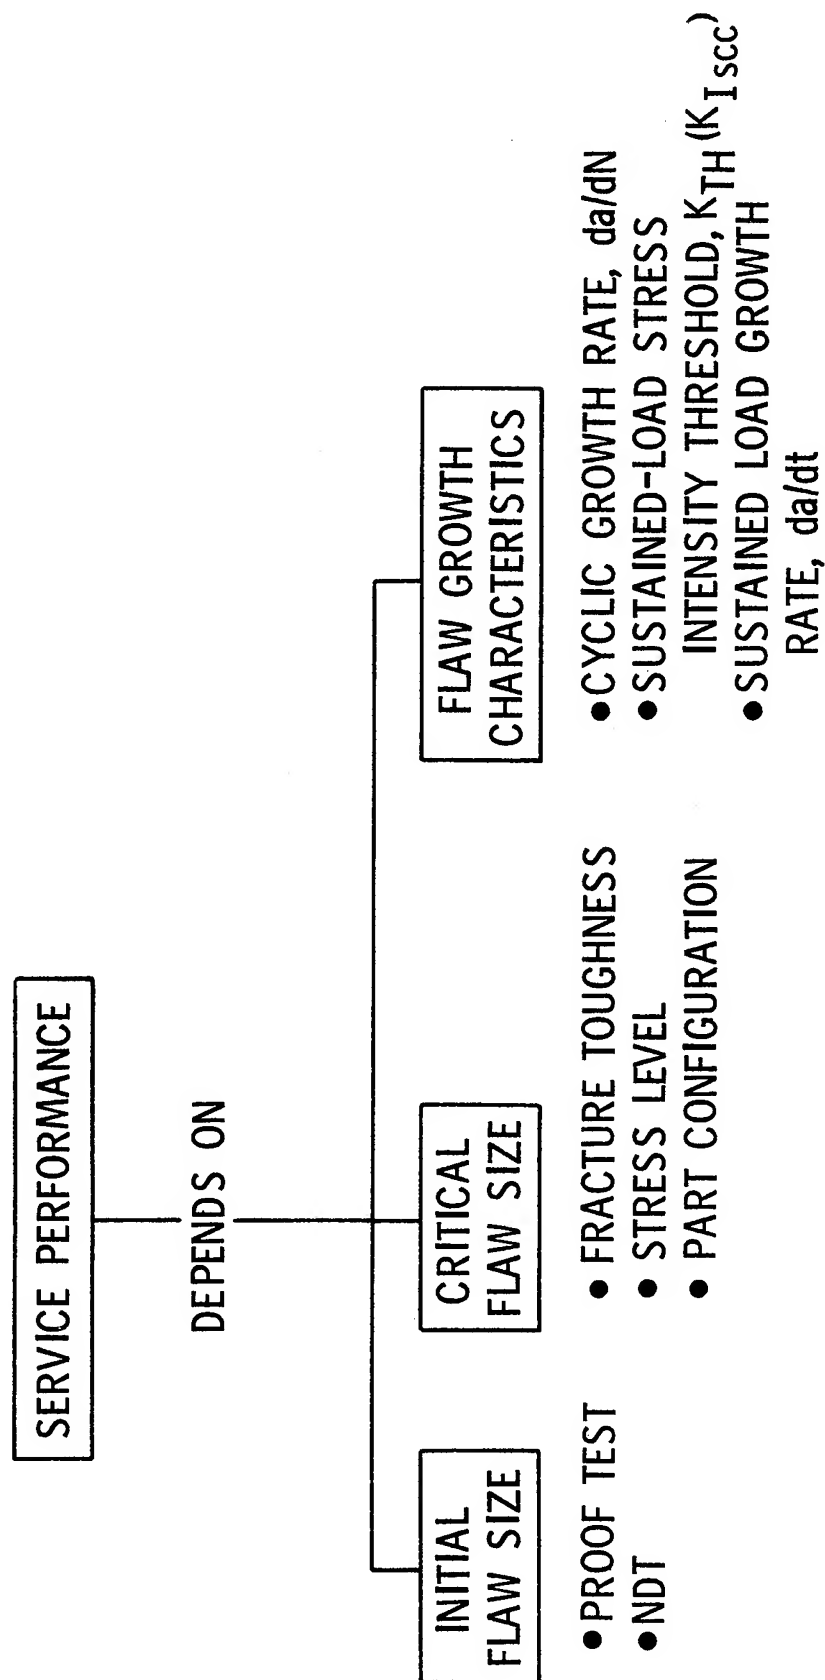 SERVICE PERFORMANCE
DEPENDS ON
INITIAL
FLAW SIZE
•PROOF TEST
•NDT
CRITICAL
FLAW SIZE
• FRACTURE TOUGHNESS
• STRESS LEVEL
• PART CONFIGURATION
FLAW GROWTH
CHARACTERISTICS
•CYCLIC GROWTH RATE, da/dN
•SUSTAINED-LOAD STRESS
INTENSITY THRESHOLD, K_TH (K_Iscc)
•SUSTAINED LOAD GROWTH
RATE, da/dt